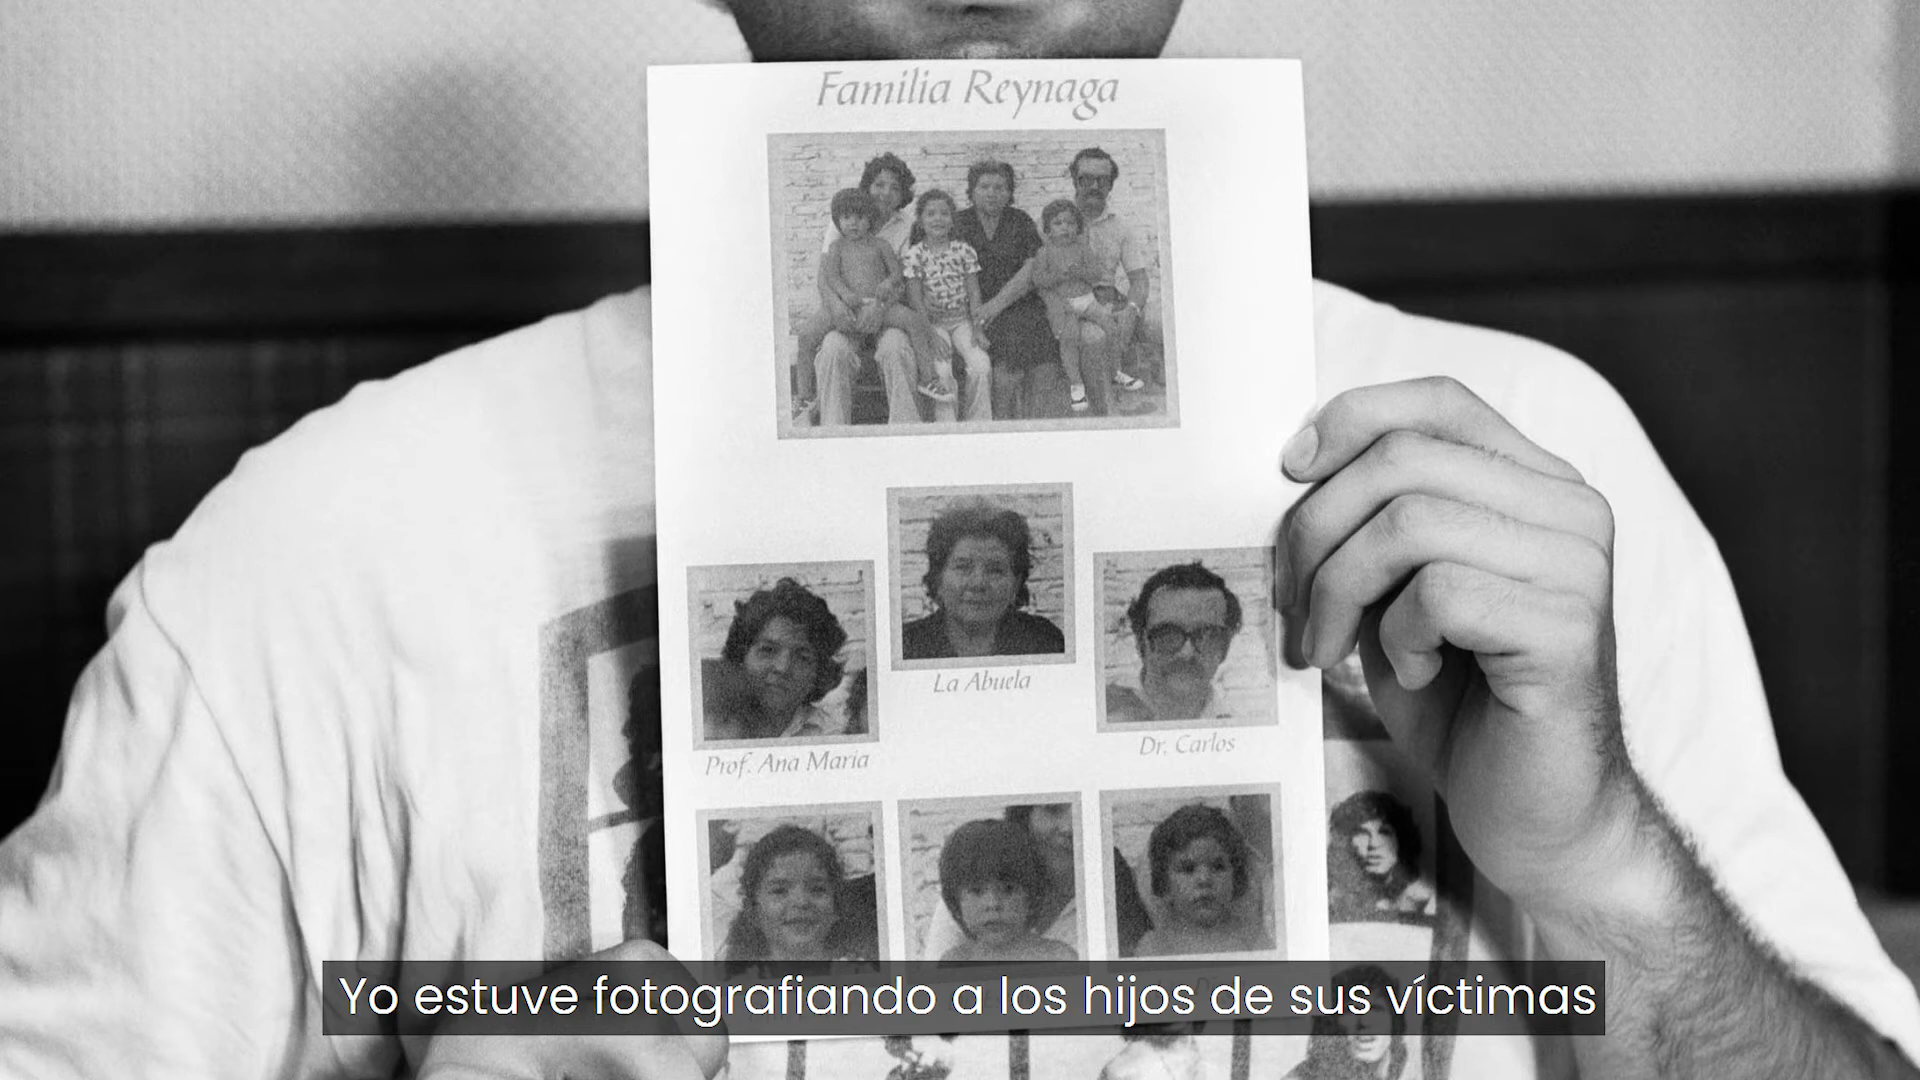 Familia Reynaga
La Abuela
Prof. Ana Maria
Dr. Carlos
Yo estuve fotografiando a los hijos de sus víctimas